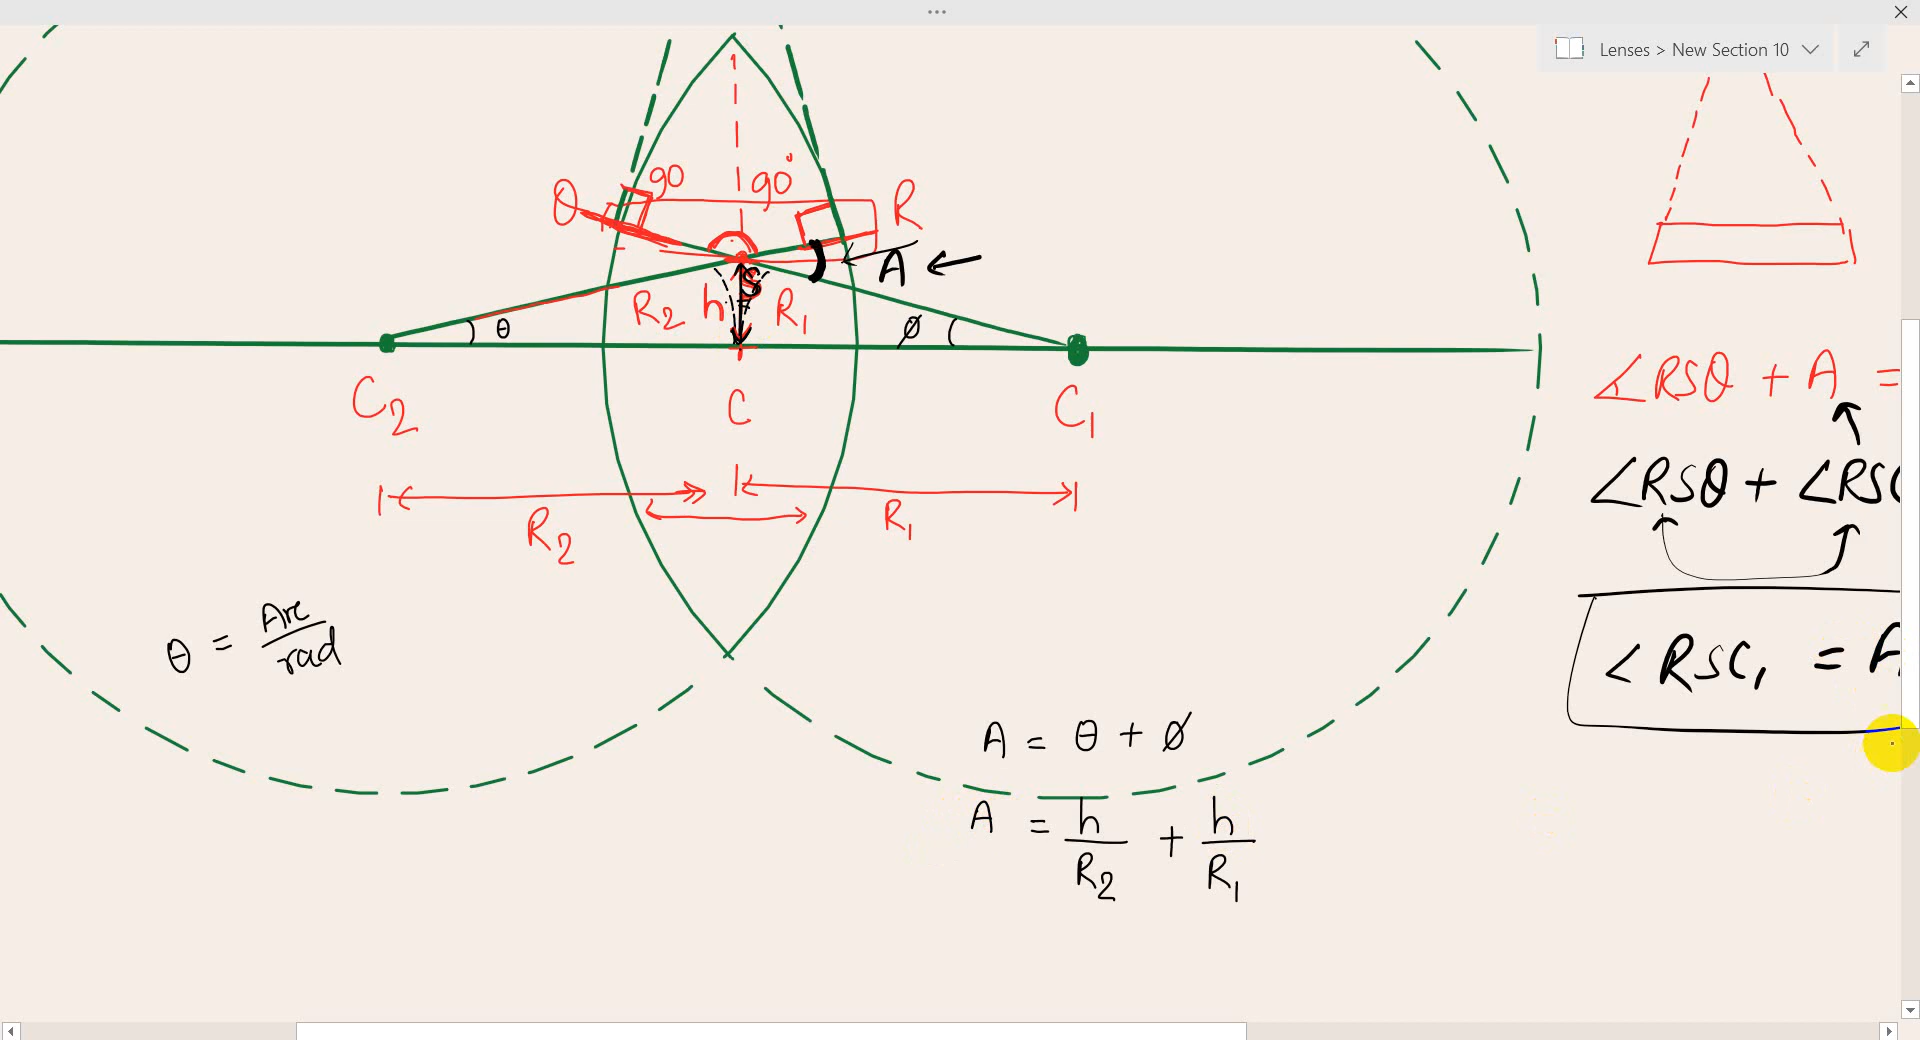 Lenses > New Section 10
90 90°
Q R
A
S
R₂ h R₁
θ ϕ
C₂ C C₁
R₂ R₁
∠RSQ + A =
∠RSQ + ∠RSC
∠RSC₁ = A
θ = Arc/rad
A = θ + ϕ
A = h/R₂ + h/R₁